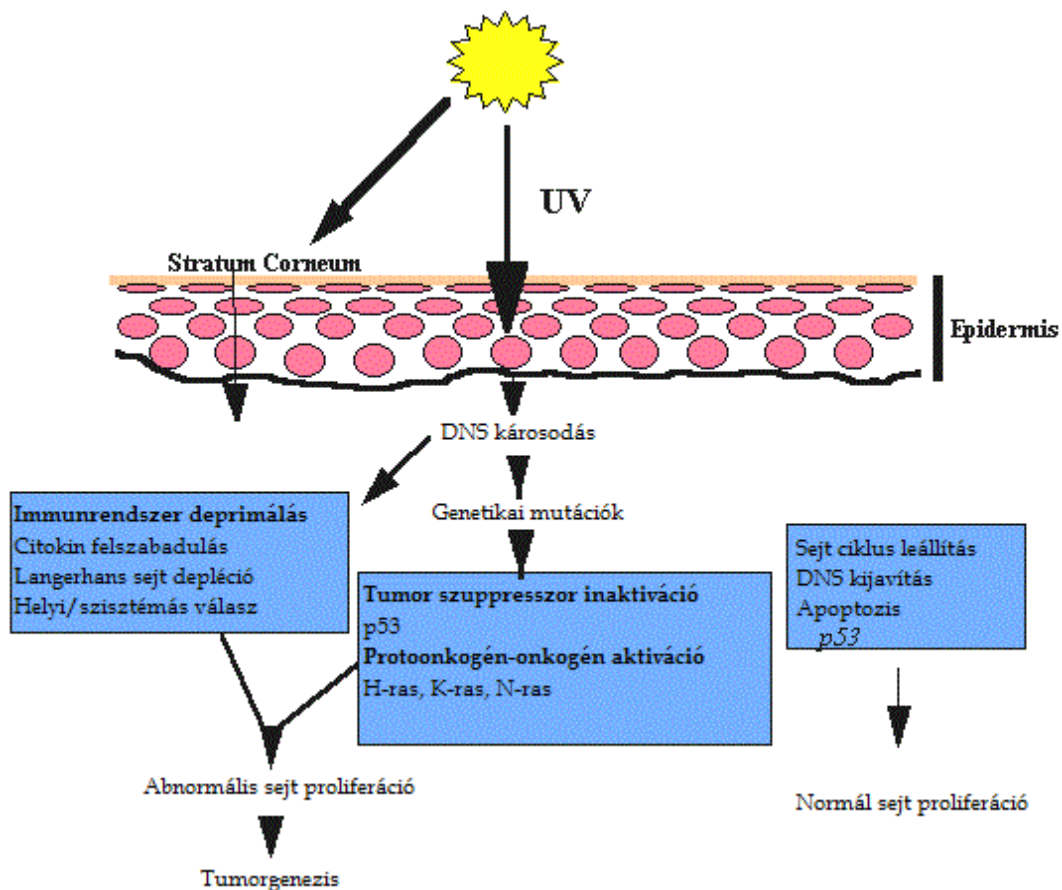 UV
Stratum Corneum
Epidermis
DNS károsodás
Genetikai mutációk
Immunrendszer deprimálás
Citokin felszabadulás
Langerhans sejt depléció
Helyi/szisztémás válasz
Tumor szuppresszor inaktiváció
p53
Protoonkogén-onkogén aktiváció
H-ras, K-ras, N-ras
Sejt ciklus leállítás
DNS kijavítás
Apoptozis
p53
Abnormális sejt proliferáció
Normál sejt proliferáció
Tumorgenezis